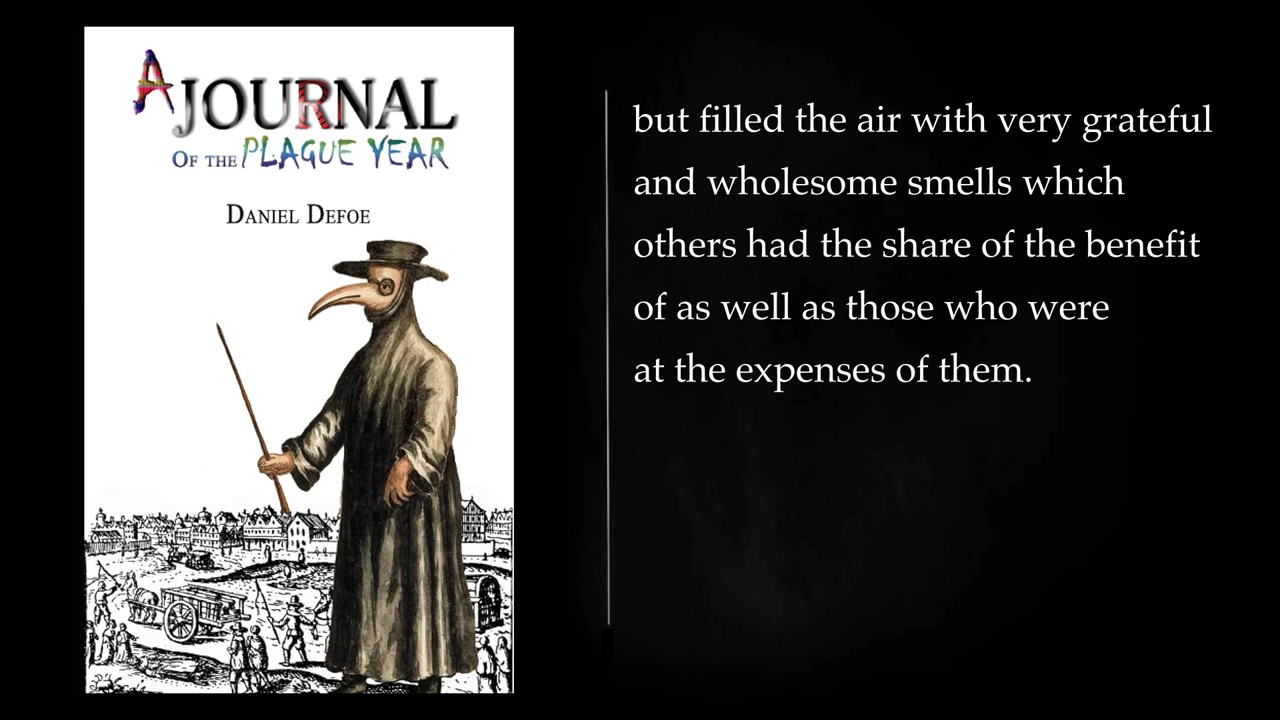 A JOURNAL
OF THE PLAGUE YEAR
DANIEL DEFOE
but filled the air with very grateful
and wholesome smells which
others had the share of the benefit
of as well as those who were
at the expenses of them.